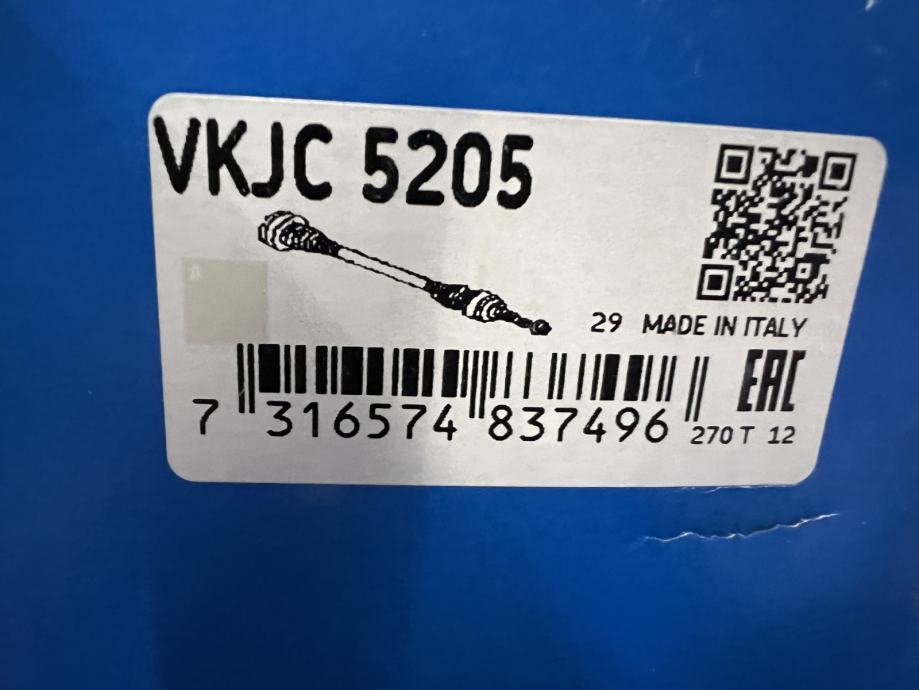 VKJC 5205
29 MADE IN ITALY
EAC
7 316574 837496
270 T 12